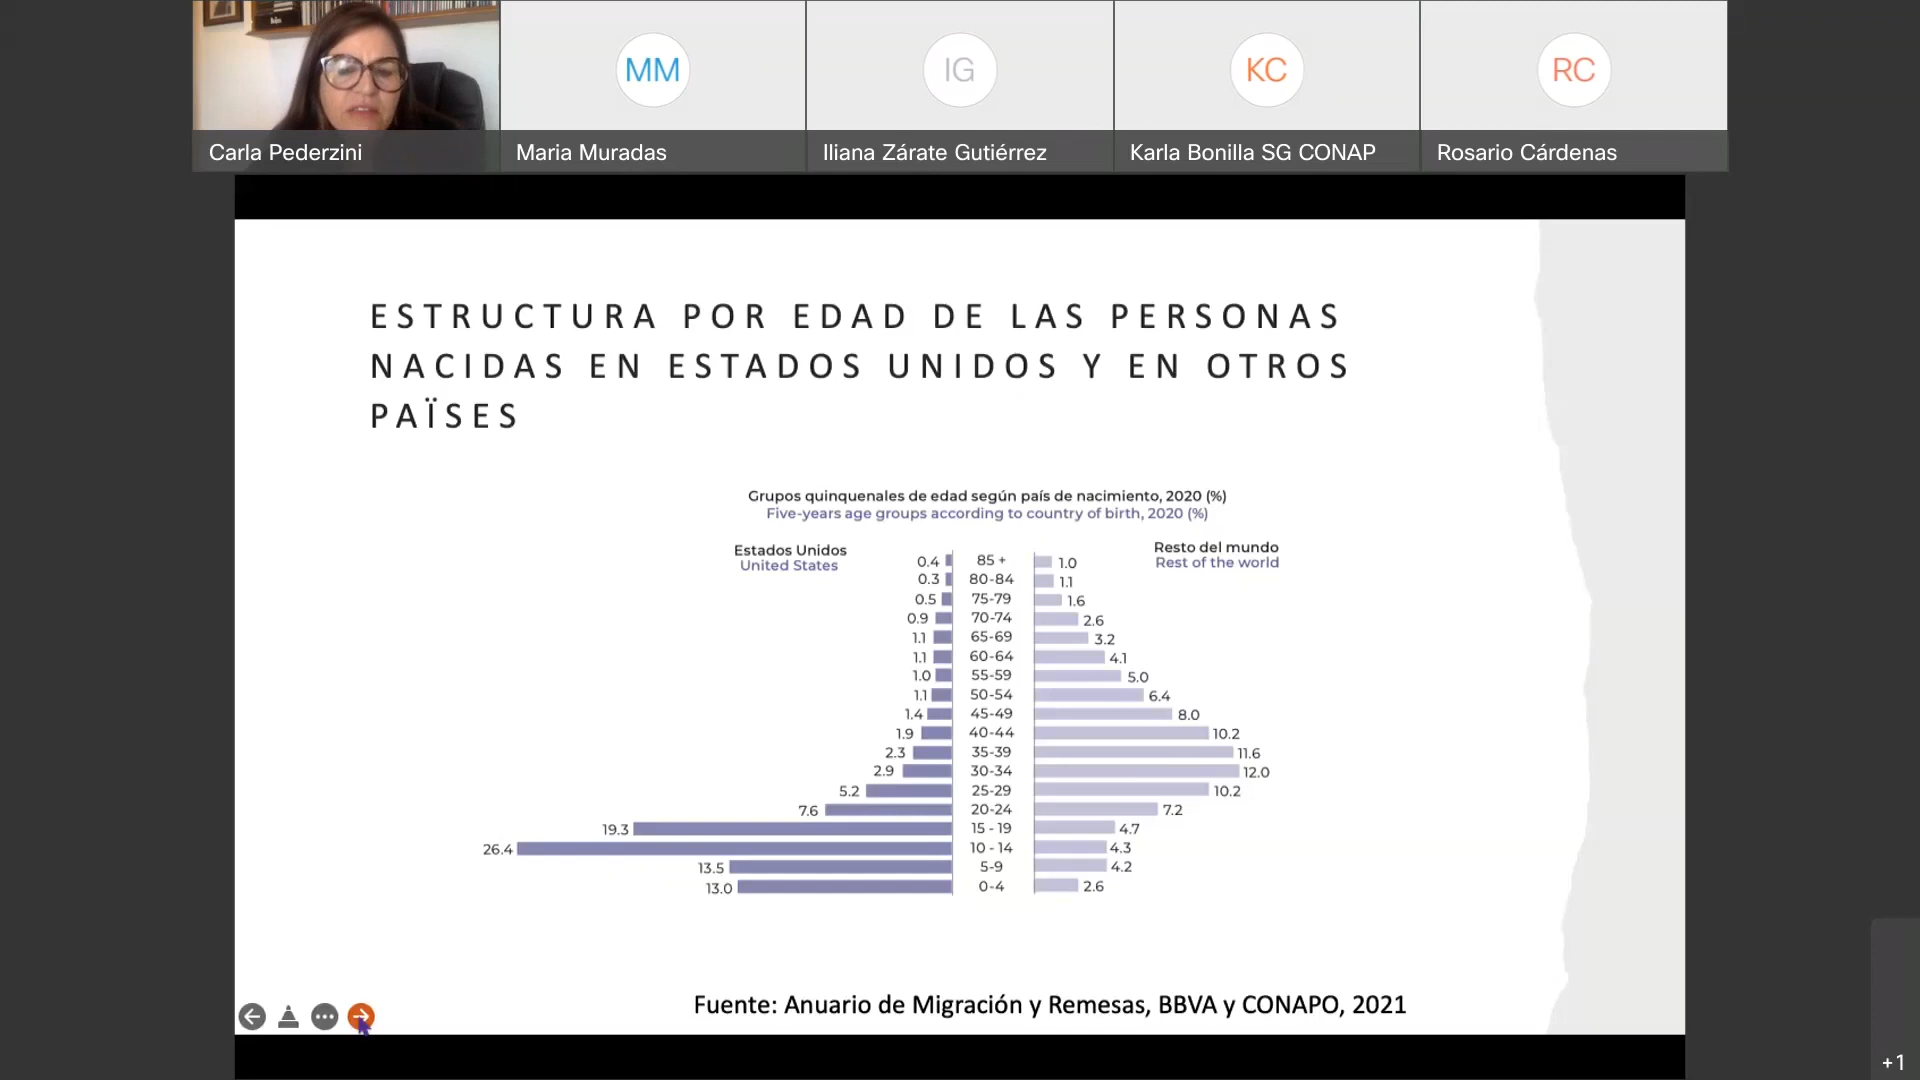 MM
IG
KC
RC
Carla Pederzini
Maria Muradas
Iliana Zárate Gutiérrez
Karla Bonilla SG CONAP
Rosario Cárdenas
ESTRUCTURA POR EDAD DE LAS PERSONAS
NACIDAS EN ESTADOS UNIDOS Y EN OTROS
PAÏSES
Grupos quinquenales de edad según país de nacimiento, 2020 (%)
Five-years age groups according to country of birth, 2020 (%)
Estados Unidos
United States
Resto del mundo
Rest of the world
0.4 85 + 1.0
0.3 80-84 1.1
0.5 75-79 1.6
0.9 70-74 2.6
1.1 65-69 3.2
1.1 60-64 4.1
1.0 55-59 5.0
1.1 50-54 6.4
1.4 45-49 8.0
1.9 40-44 10.2
2.3 35-39 11.6
2.9 30-34 12.0
5.2 25-29 10.2
7.6 20-24 7.2
19.3 15 - 19 4.7
26.4 10 - 14 4.3
13.5 5-9 4.2
13.0 0-4 2.6
Fuente: Anuario de Migración y Remesas, BBVA y CONAPO, 2021
+1